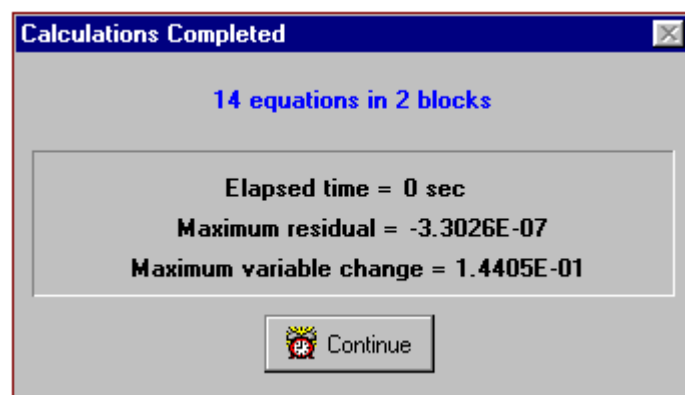 Calculations Completed
14 equations in 2 blocks
Elapsed time = 0 sec
Maximum residual = -3.3026E-07
Maximum variable change = 1.4405E-01
Continue